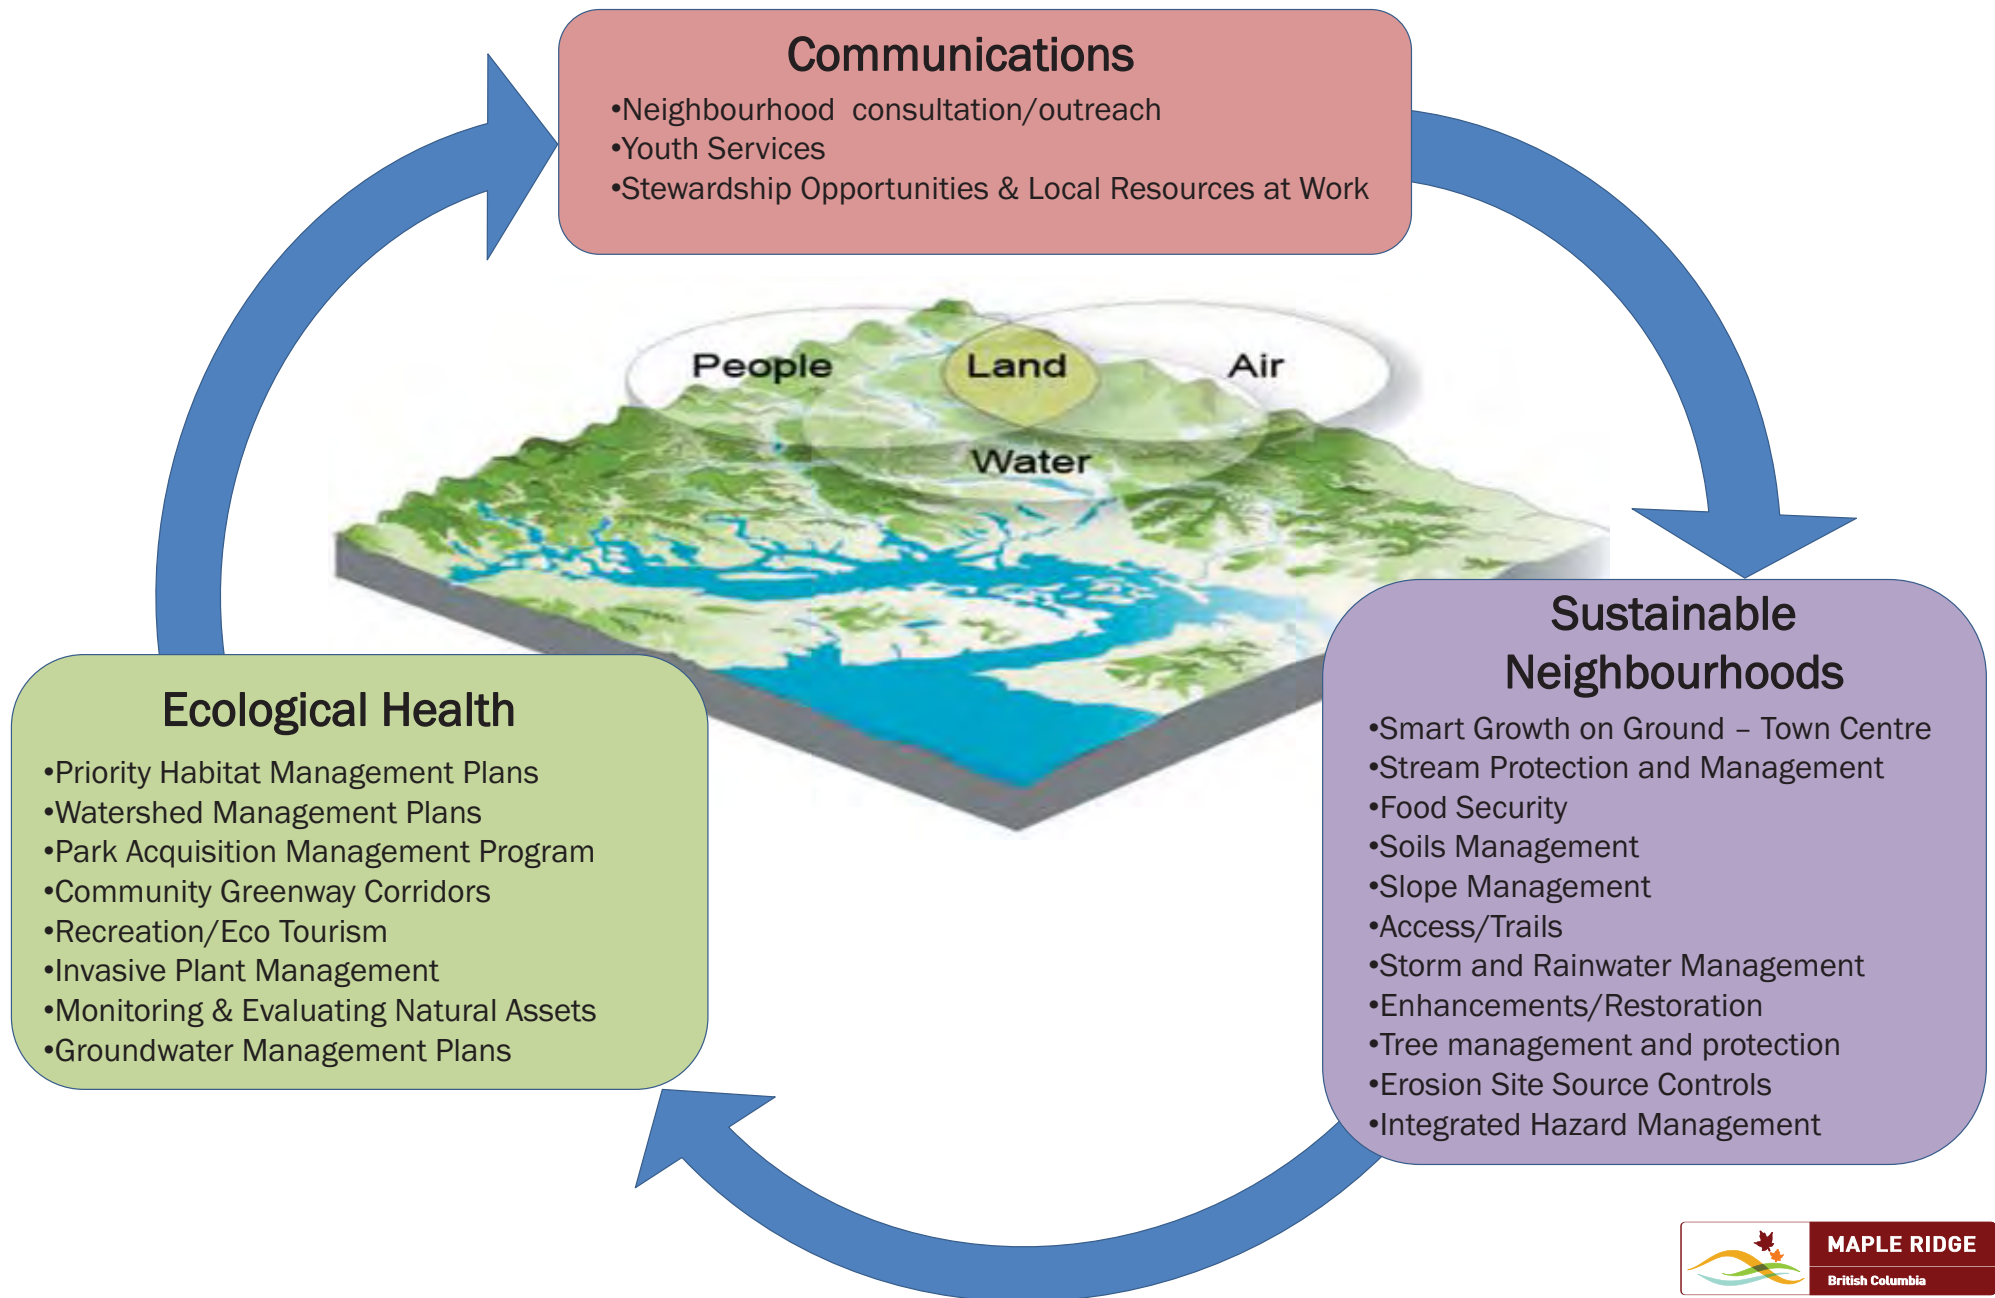 Communications
•Neighbourhood consultation/outreach
•Youth Services
•Stewardship Opportunities & Local Resources at Work
People
Land
Air
Water
Sustainable
Neighbourhoods
•Smart Growth on Ground – Town Centre
•Stream Protection and Management
•Food Security
•Soils Management
•Slope Management
•Access/Trails
•Storm and Rainwater Management
•Enhancements/Restoration
•Tree management and protection
•Erosion Site Source Controls
•Integrated Hazard Management
Ecological Health
•Priority Habitat Management Plans
•Watershed Management Plans
•Park Acquisition Management Program
•Community Greenway Corridors
•Recreation/Eco Tourism
•Invasive Plant Management
•Monitoring & Evaluating Natural Assets
•Groundwater Management Plans
MAPLE RIDGE
British Columbia